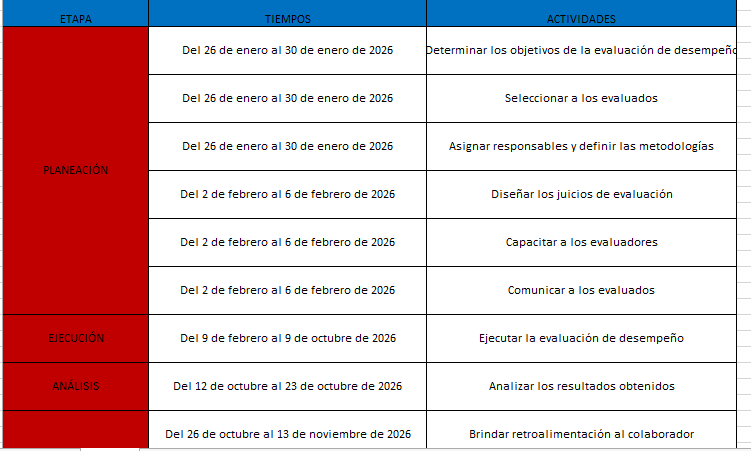 ETAPA TIEMPOS ACTIVIDADES
Del 26 de enero al 30 de enero de 2026 Determinar los objetivos de la evaluación de desempeño
Del 26 de enero al 30 de enero de 2026 Seleccionar a los evaluados
Del 26 de enero al 30 de enero de 2026 Asignar responsables y definir las metodologías
PLANEACIÓN
Del 2 de febrero al 6 de febrero de 2026 Diseñar los juicios de evaluación
Del 2 de febrero al 6 de febrero de 2026 Capacitar a los evaluadores
Del 2 de febrero al 6 de febrero de 2026 Comunicar a los evaluados
EJECUCIÓN Del 9 de febrero al 9 de octubre de 2026 Ejecutar la evaluación de desempeño
ANÁLISIS Del 12 de octubre al 23 de octubre de 2026 Analizar los resultados obtenidos
Del 26 de octubre al 13 de noviembre de 2026 Brindar retroalimentación al colaborador